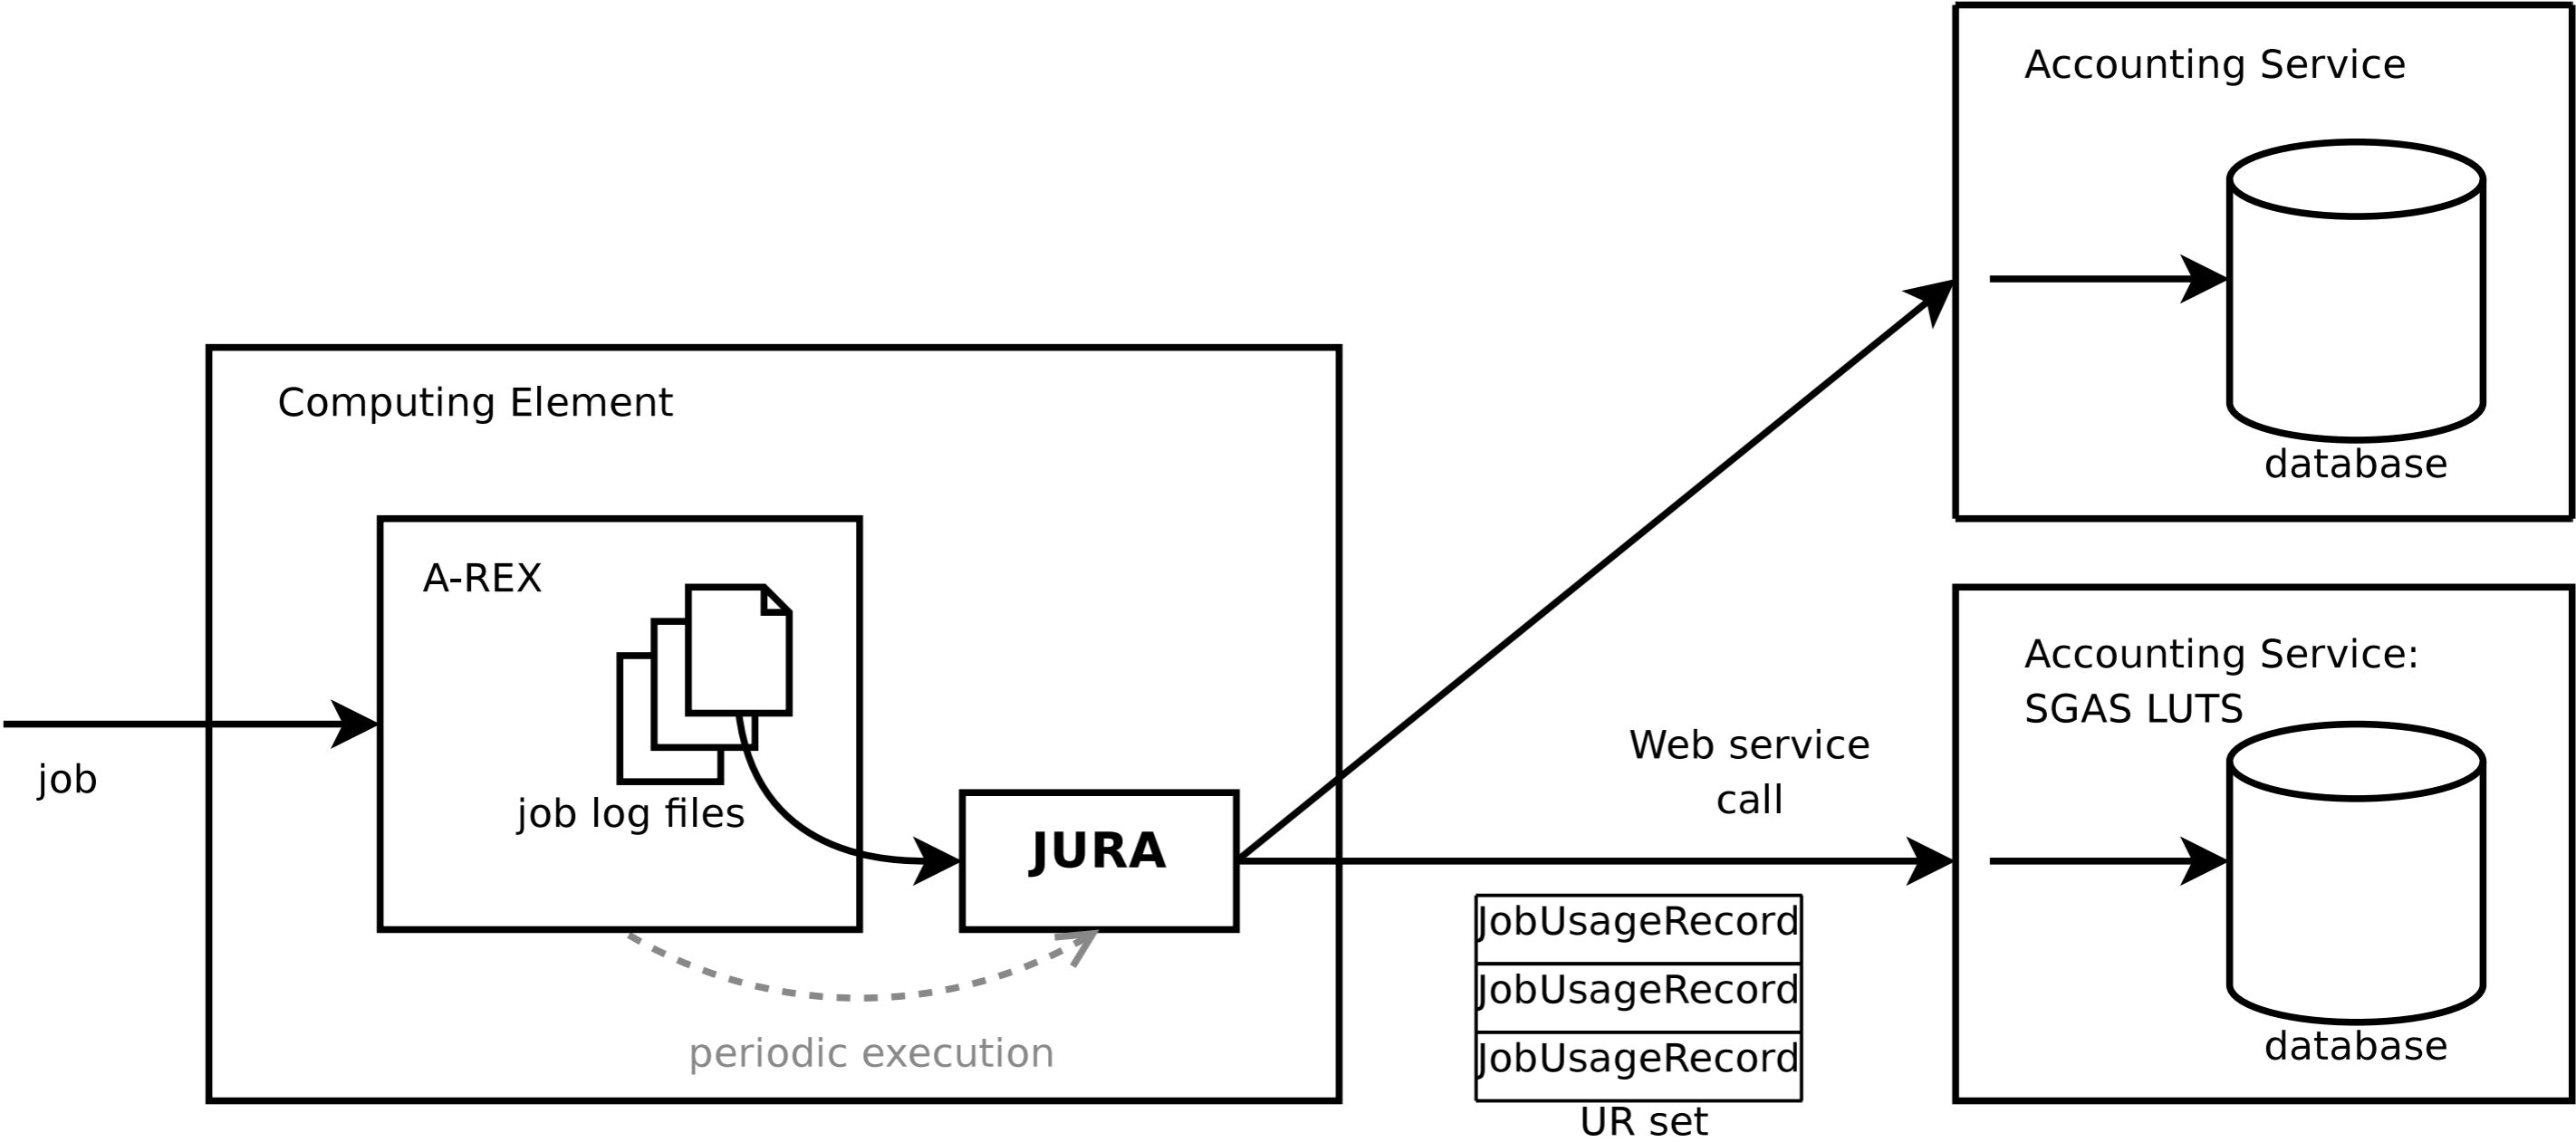 Accounting Service
database
Computing Element
A-REX
job log files
job
JURA
periodic execution
Web service
call
JobUsageRecord
JobUsageRecord
JobUsageRecord
UR set
Accounting Service:
SGAS LUTS
database